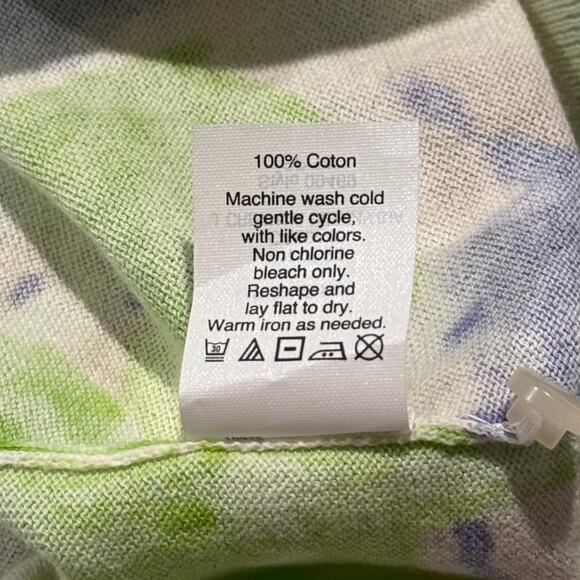 100% Coton
Machine wash cold
gentle cycle,
with like colors.
Non chlorine
bleach only.
Reshape and
lay flat to dry.
Warm iron as needed.
30